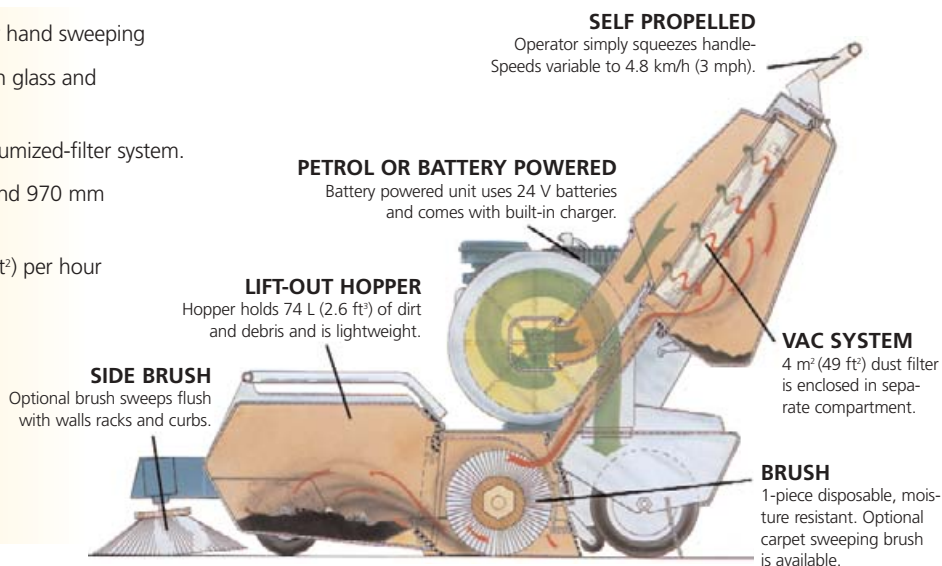 hand sweeping
glass and
umized-filter system.
nd 970 mm
t²) per hour
SELF PROPELLED
Operator simply squeezes handle-
Speeds variable to 4.8 km/h (3 mph).
PETROL OR BATTERY POWERED
Battery powered unit uses 24 V batteries
and comes with built-in charger.
LIFT-OUT HOPPER
Hopper holds 74 L (2.6 ft³) of dirt
and debris and is lightweight.
SIDE BRUSH
Optional brush sweeps flush
with walls racks and curbs.
VAC SYSTEM
4 m² (49 ft²) dust filter
is enclosed in sepa-
rate compartment.
BRUSH
1-piece disposable, mois-
ture resistant. Optional
carpet sweeping brush
is available.